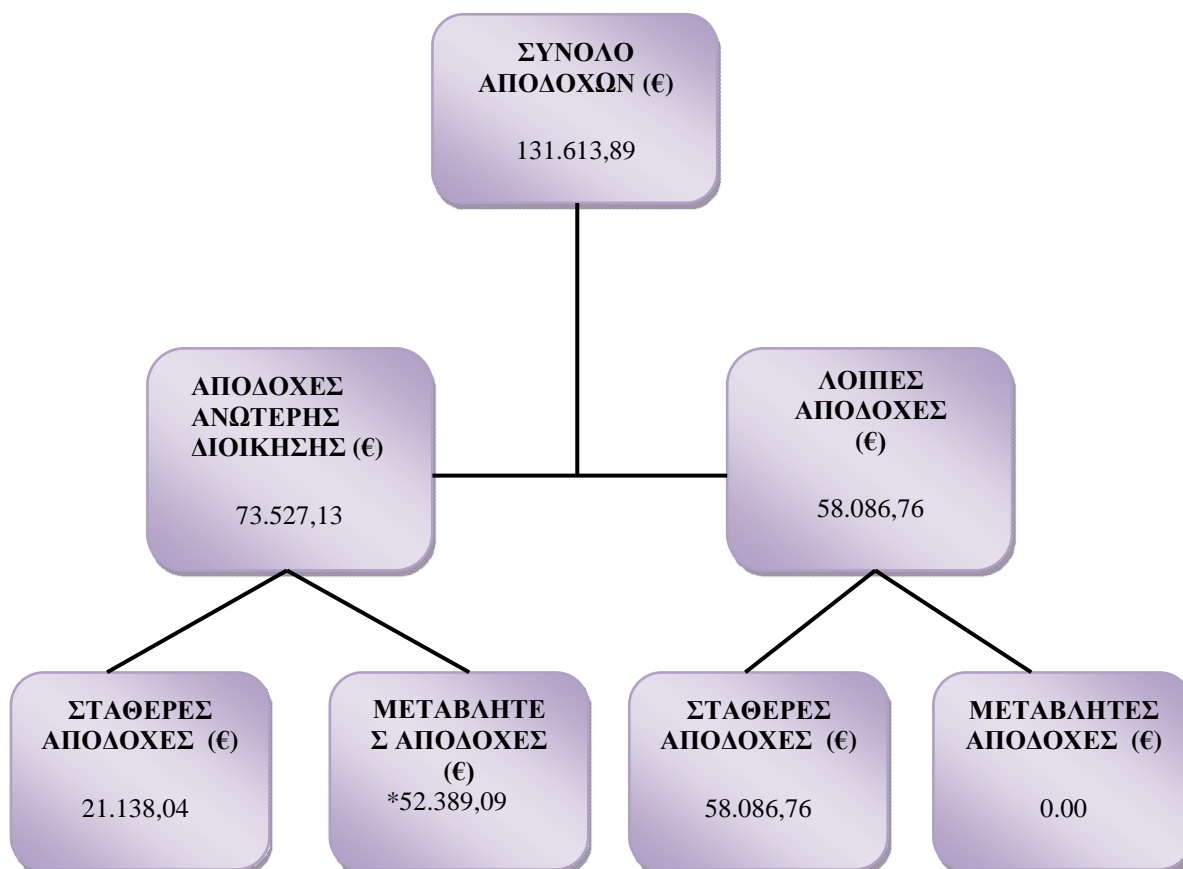 ΣΥΝΟΛΟ
ΑΠΟΔΟΧΩΝ (€)
131.613,89
ΑΠΟΔΟΧΕΣ
ΑΝΩΤΕΡΗΣ
ΔΙΟΙΚΗΣΗΣ (€)
73.527,13
ΛΟΙΠΕΣ
ΑΠΟΔΟΧΕΣ
(€)
58.086,76
ΣΤΑΘΕΡΕΣ
ΑΠΟΔΟΧΕΣ (€)
21.138,04
ΜΕΤΑΒΛΗΤΕ
Σ ΑΠΟΔΟΧΕΣ
(€)
*52.389,09
ΣΤΑΘΕΡΕΣ
ΑΠΟΔΟΧΕΣ (€)
58.086,76
ΜΕΤΑΒΛΗΤΕΣ
ΑΠΟΔΟΧΕΣ (€)
0.00